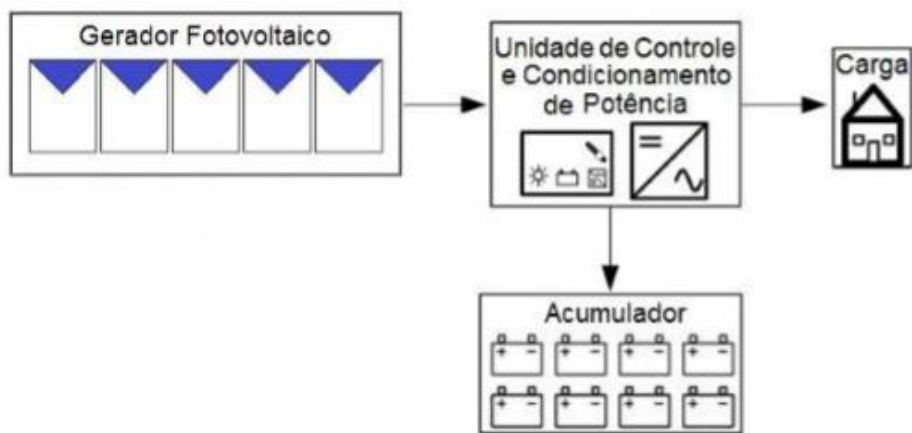 Gerador Fotovoltaico
Unidade de Controle
e Condicionamento
de Potência
Carga
Acumulador
+ - + - + - + -
+ - + - + - + -